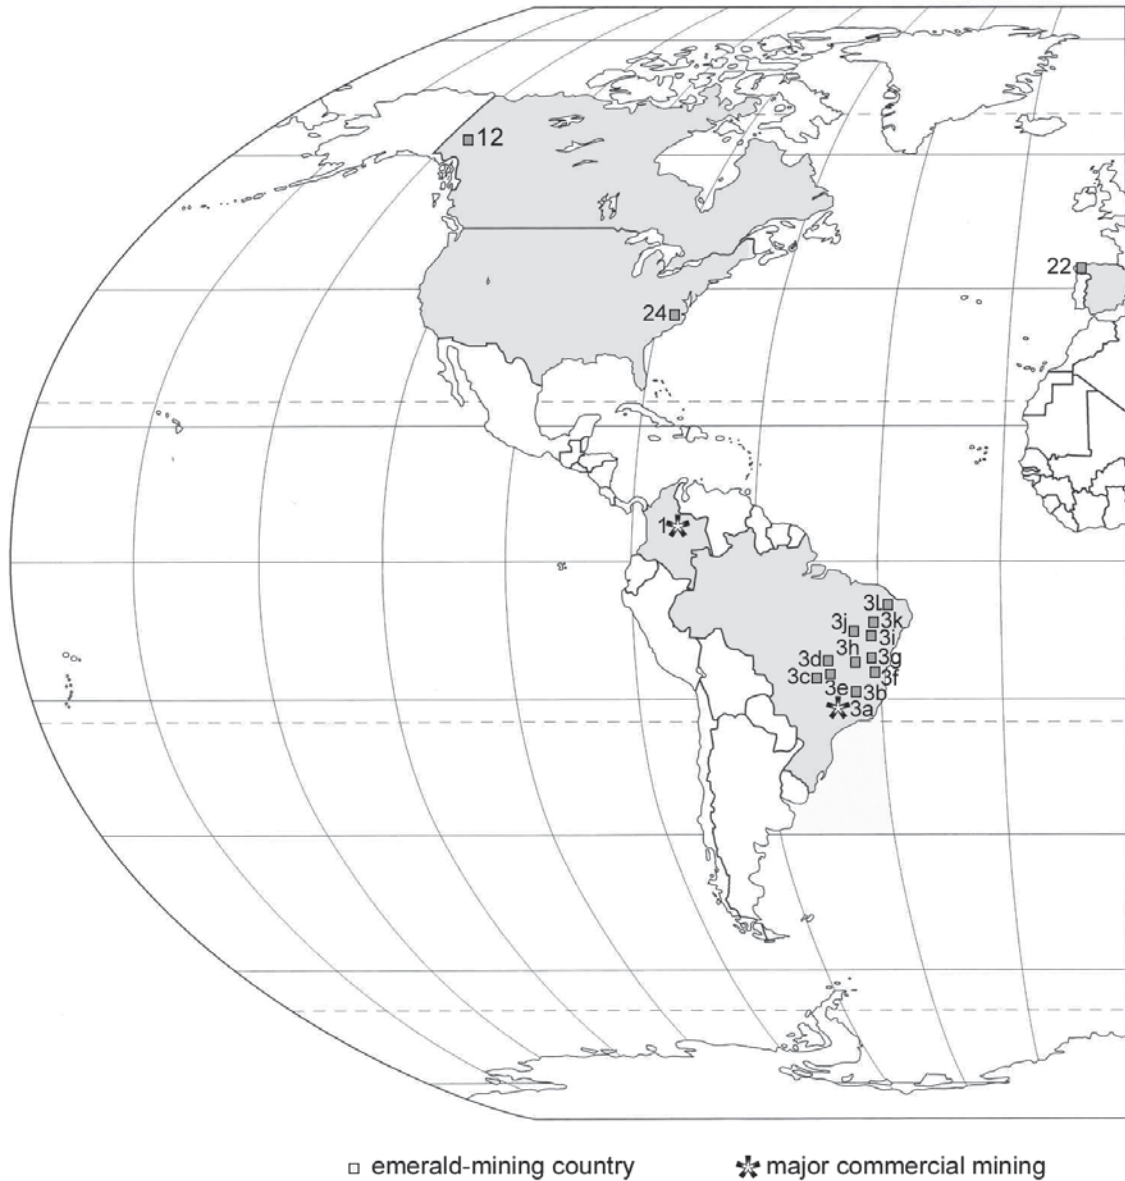 12
22
24
1
3L
3k
3j
3i
3h
3g
3d
3f
3c
3e
3b
3a
emerald-mining country
major commercial mining